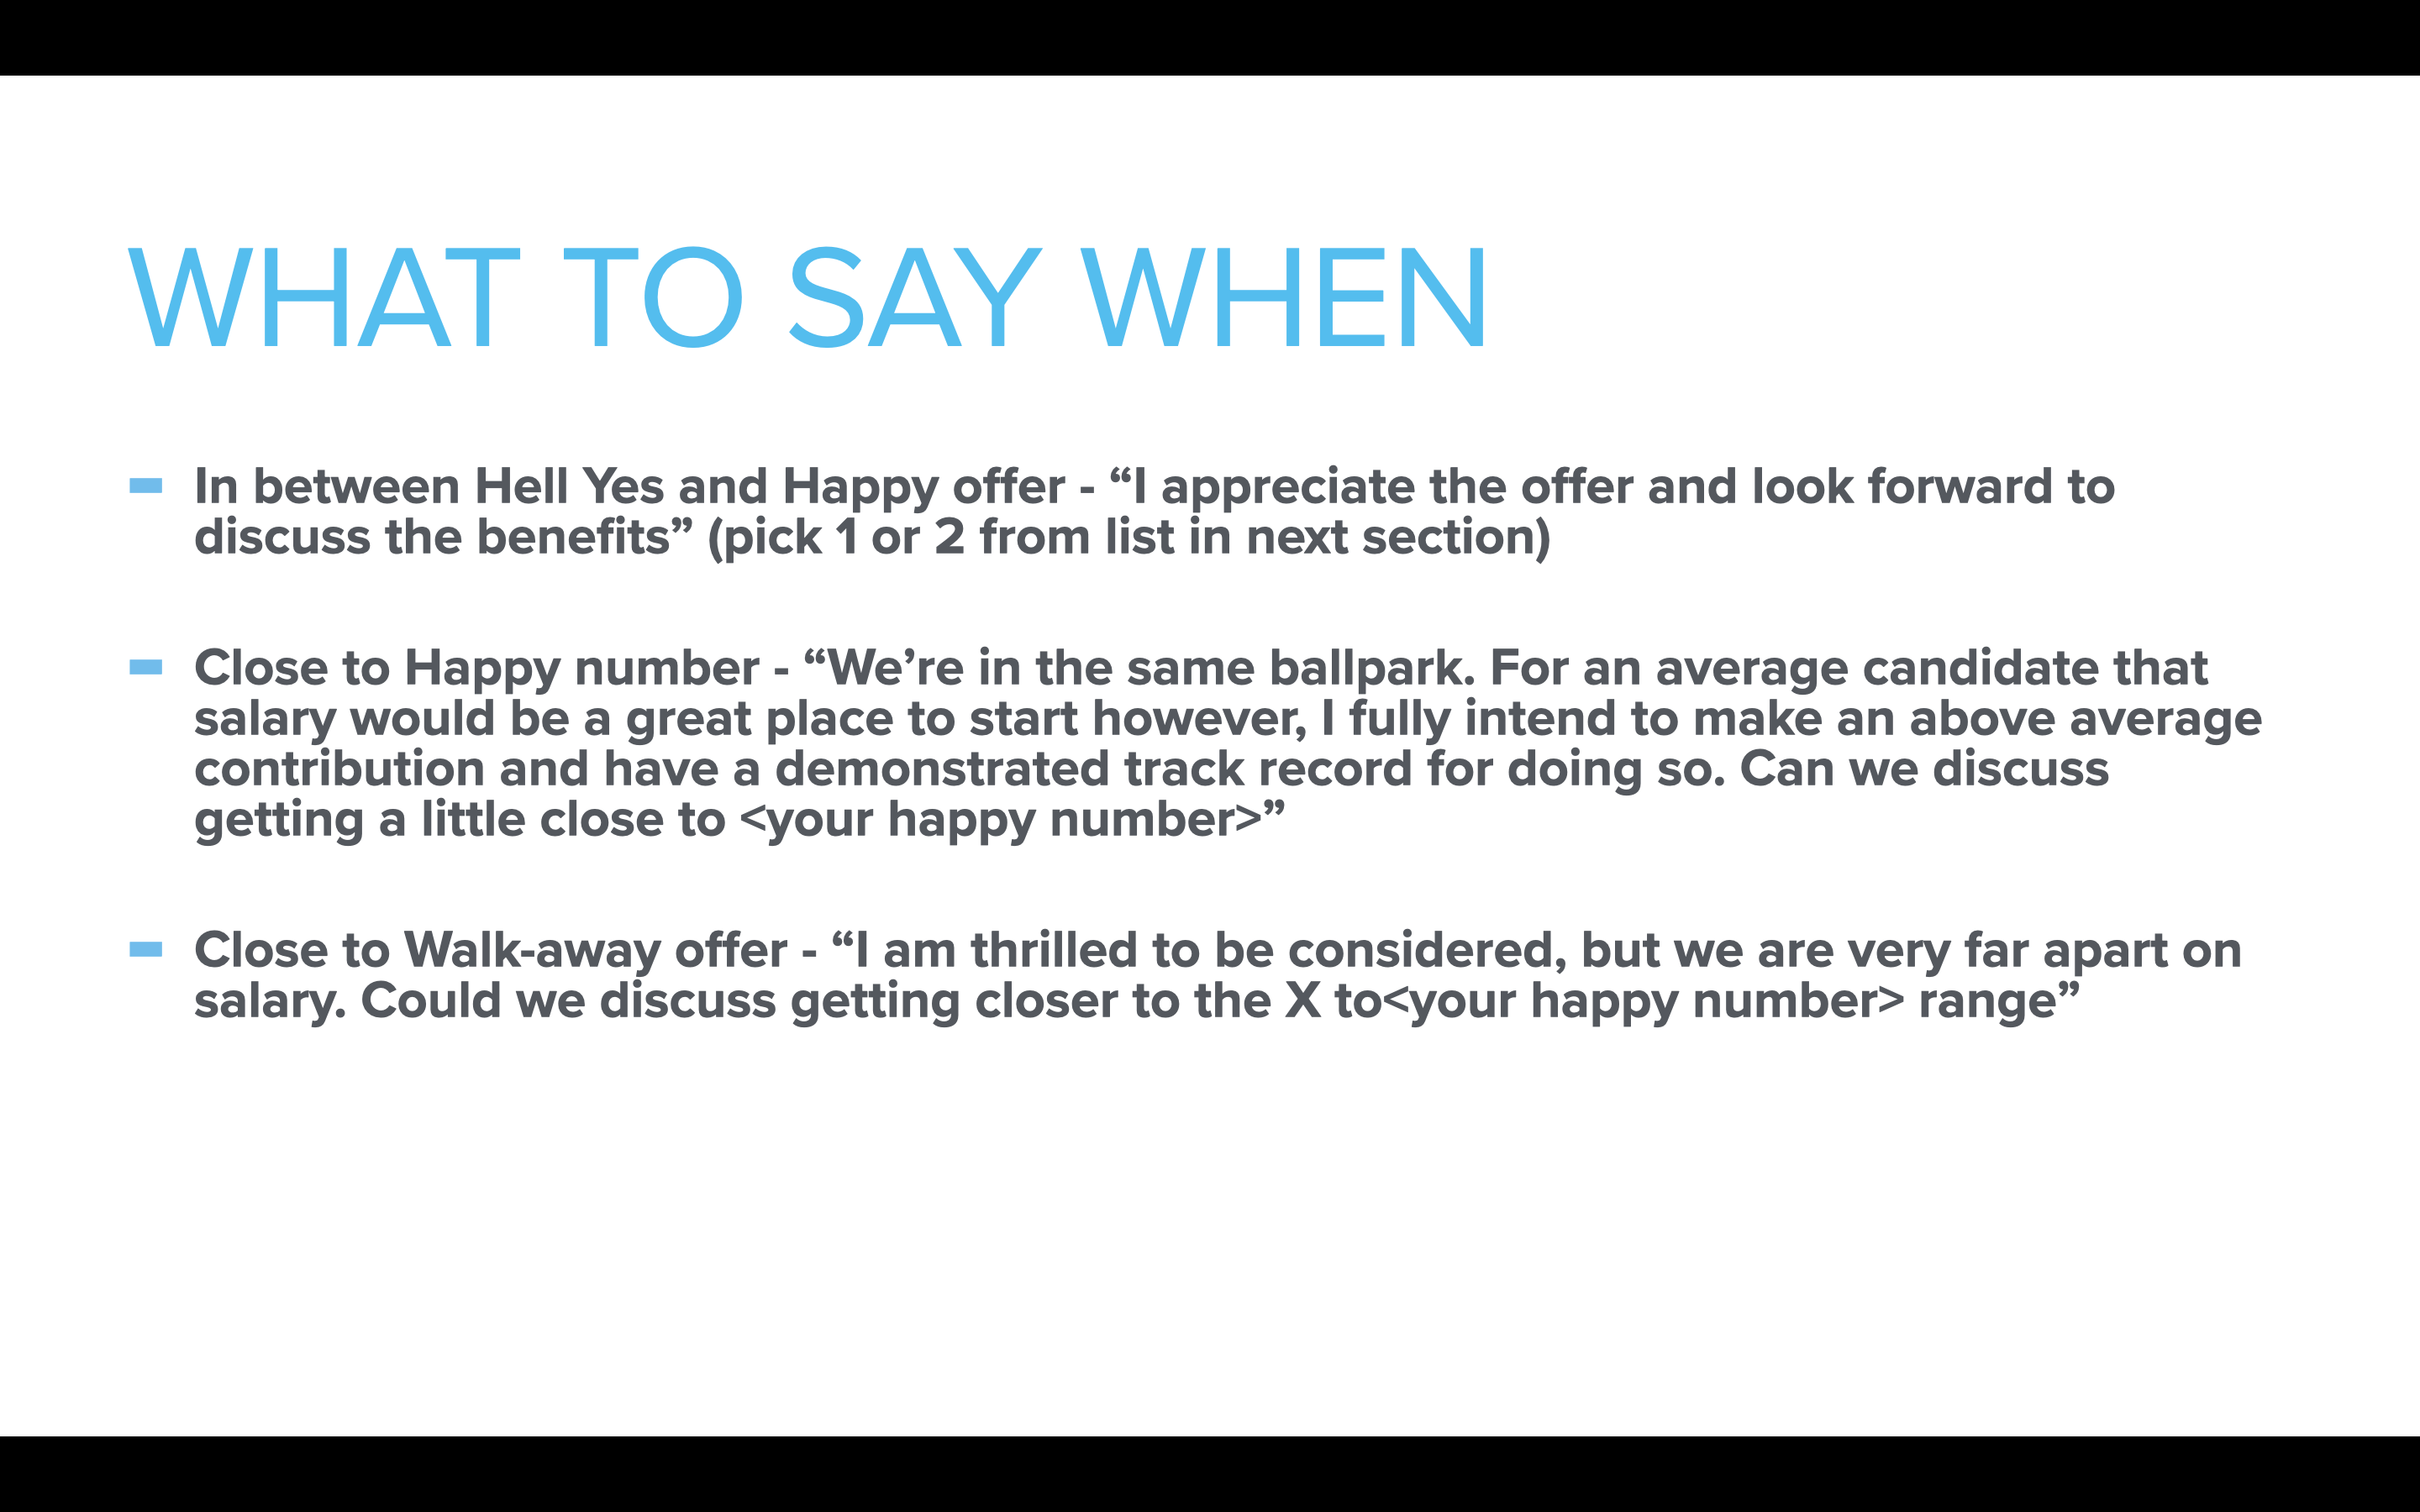 WHAT TO SAY WHEN
In between Hell Yes and Happy offer - “I appreciate the offer and look forward to
discuss the benefits” (pick 1 or 2 from list in next section)
Close to Happy number - “We’re in the same ballpark. For an average candidate that
salary would be a great place to start however, I fully intend to make an above average
contribution and have a demonstrated track record for doing so. Can we discuss
getting a little close to <your happy number>”
Close to Walk-away offer - “I am thrilled to be considered, but we are very far apart on
salary. Could we discuss getting closer to the X to<your happy number> range”